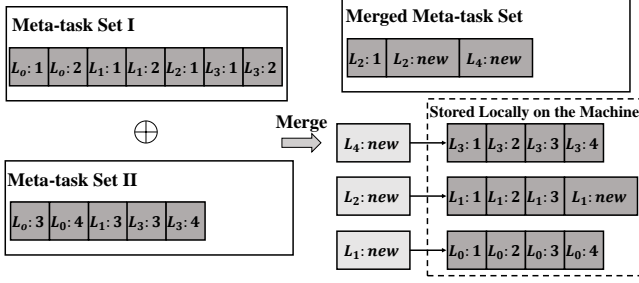 Meta-task Set I
Lo: 1 Lo: 2 L1: 1 L1: 2 L2: 1 L3: 1 L3: 2
Meta-task Set II
Lo: 3 L0: 4 L1: 3 L3: 3 L3: 4
Merge
Merged Meta-task Set
L2: 1 L2: new L4: new
Stored Locally on the Machine
L4: new L3: 1 L3: 2 L3: 3 L3: 4
L2: new L1: 1 L1: 2 L1: 3 L1: new
L1: new L0: 1 L0: 2 L0: 3 L0: 4